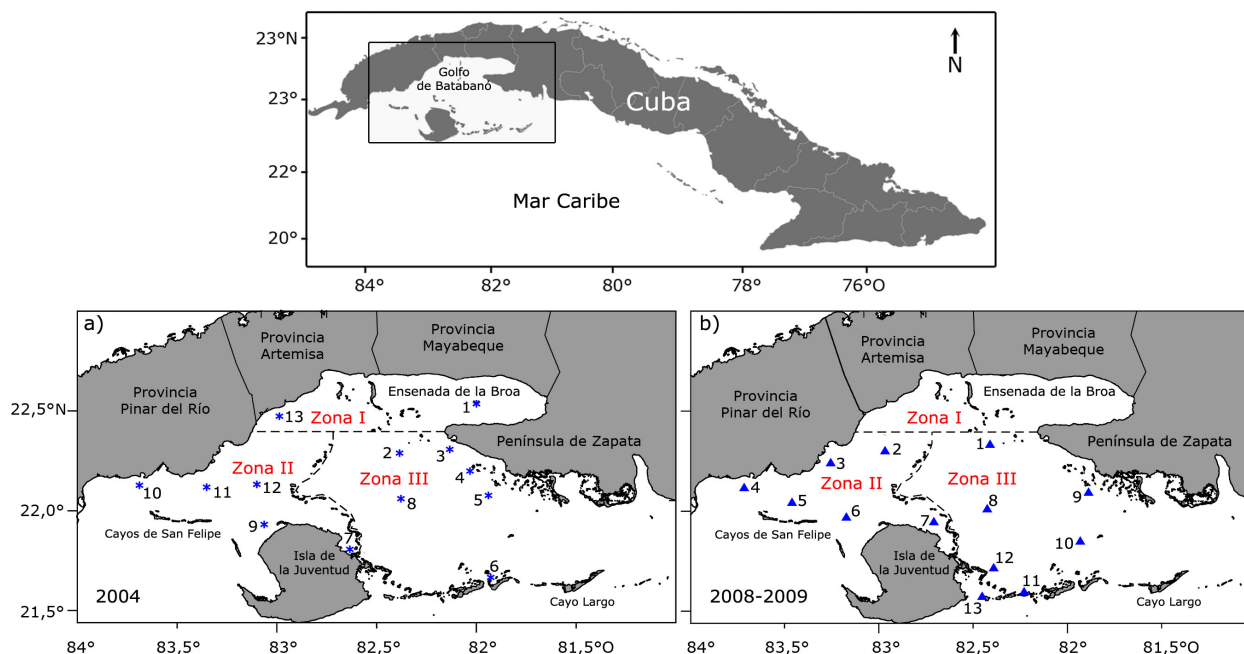 23°N
23°
22°
20°
Golfo
de Batabanó
Cuba
N
Mar Caribe
84°
82°
80°
78°
76°O
a)
Provincia
Artemisa
Provincia
Mayabeque
Provincia
Pinar del Río
Ensenada de la Broa
1
13
Zona I
22,5°N
Península de Zapata
2
3
Zona II
Zona III
4
12
10
11
5
8
22,0°
9
Cayos de San Felipe
7
Isla de
la Juventud
6
2004
Cayo Largo
21,5°
84°
83,5°
83°
82,5°
82°
81,5°O
b)
Provincia
Artemisa
Provincia
Mayabeque
Provincia
Pinar del Río
Ensenada de la Broa
22,5°N
Zona I
Península de Zapata
1
2
3
Zona II
Zona III
4
5
8
9
22,0°
6
7
Cayos de San Felipe
10
Isla de
la Juventud
12
11
13
2008-2009
Cayo Largo
21,5°
84°
83,5°
83°
82,5°
82°
81,5°O